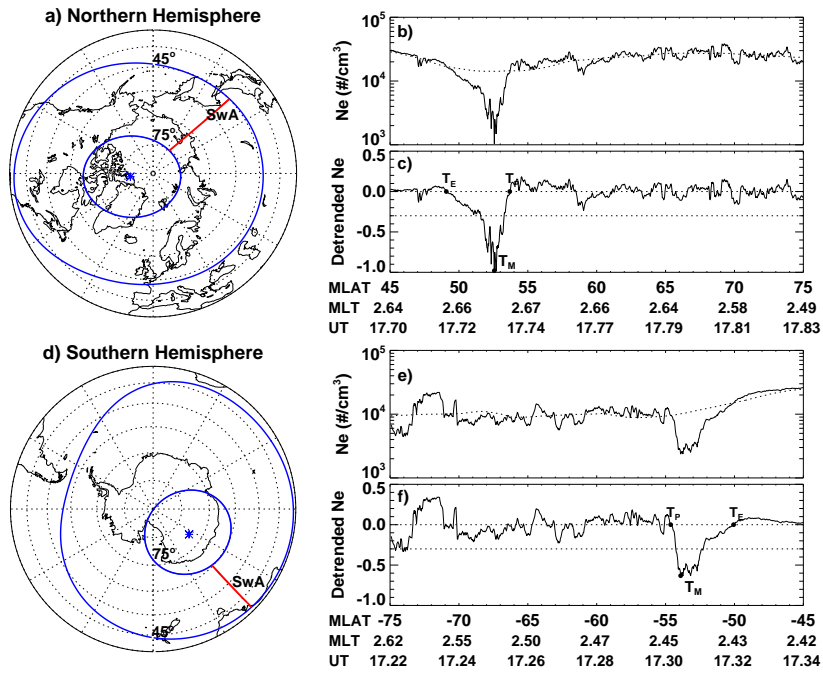 a) Northern Hemisphere
45°
75°
SwA
b)
Ne (#/cm³)
10⁵
10⁴
10³
c)
Detrended Ne
0.5
0.0
-0.5
-1.0
T_E
T_P
T_M
MLAT 45 50 55 60 65 70 75
MLT 2.64 2.66 2.67 2.66 2.64 2.58 2.49
UT 17.70 17.72 17.74 17.77 17.79 17.81 17.83
d) Southern Hemisphere
75°
SwA
45°
e)
Ne (#/cm³)
10⁵
10⁴
10³
f)
Detrended Ne
0.5
0.0
-0.5
-1.0
T_P
T_E
T_M
MLAT -75 -70 -65 -60 -55 -50 -45
MLT 2.62 2.55 2.50 2.47 2.45 2.43 2.42
UT 17.22 17.24 17.26 17.28 17.30 17.32 17.34